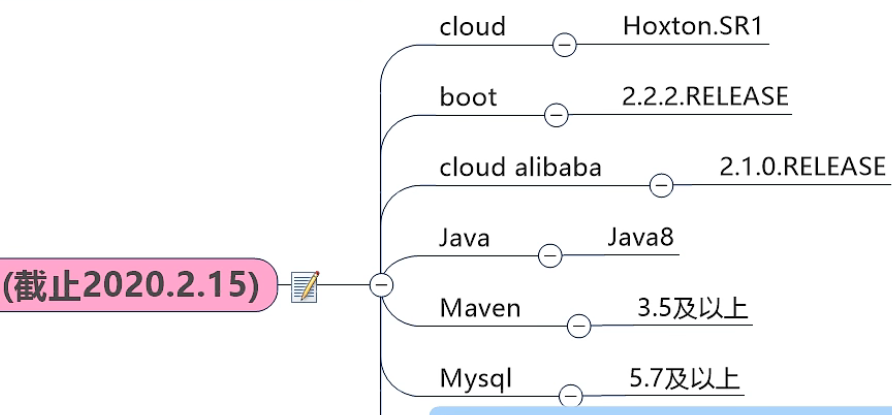 cloud Hoxton.SR1
boot 2.2.2.RELEASE
cloud alibaba 2.1.0.RELEASE
Java Java8
(截止2020.2.15)
Maven 3.5及以上
Mysql 5.7及以上